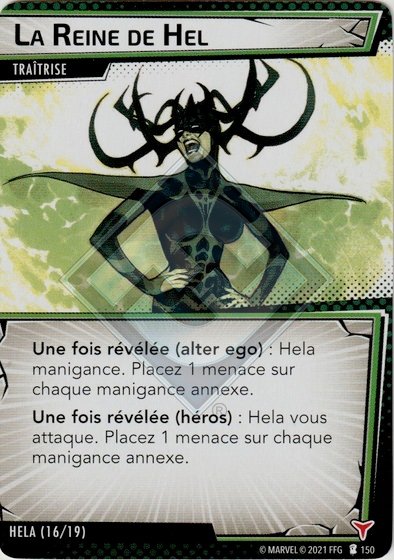 La Reine de Hel
TRAÎTRISE
Une fois révélée (alter ego) : Hela
manigance. Placez 1 menace sur
chaque manigance annexe.
Une fois révélée (héros) : Hela vous
attaque. Placez 1 menace sur chaque
manigance annexe.
®
HELA (16/19)
© MARVEL © 2021 FFG 150